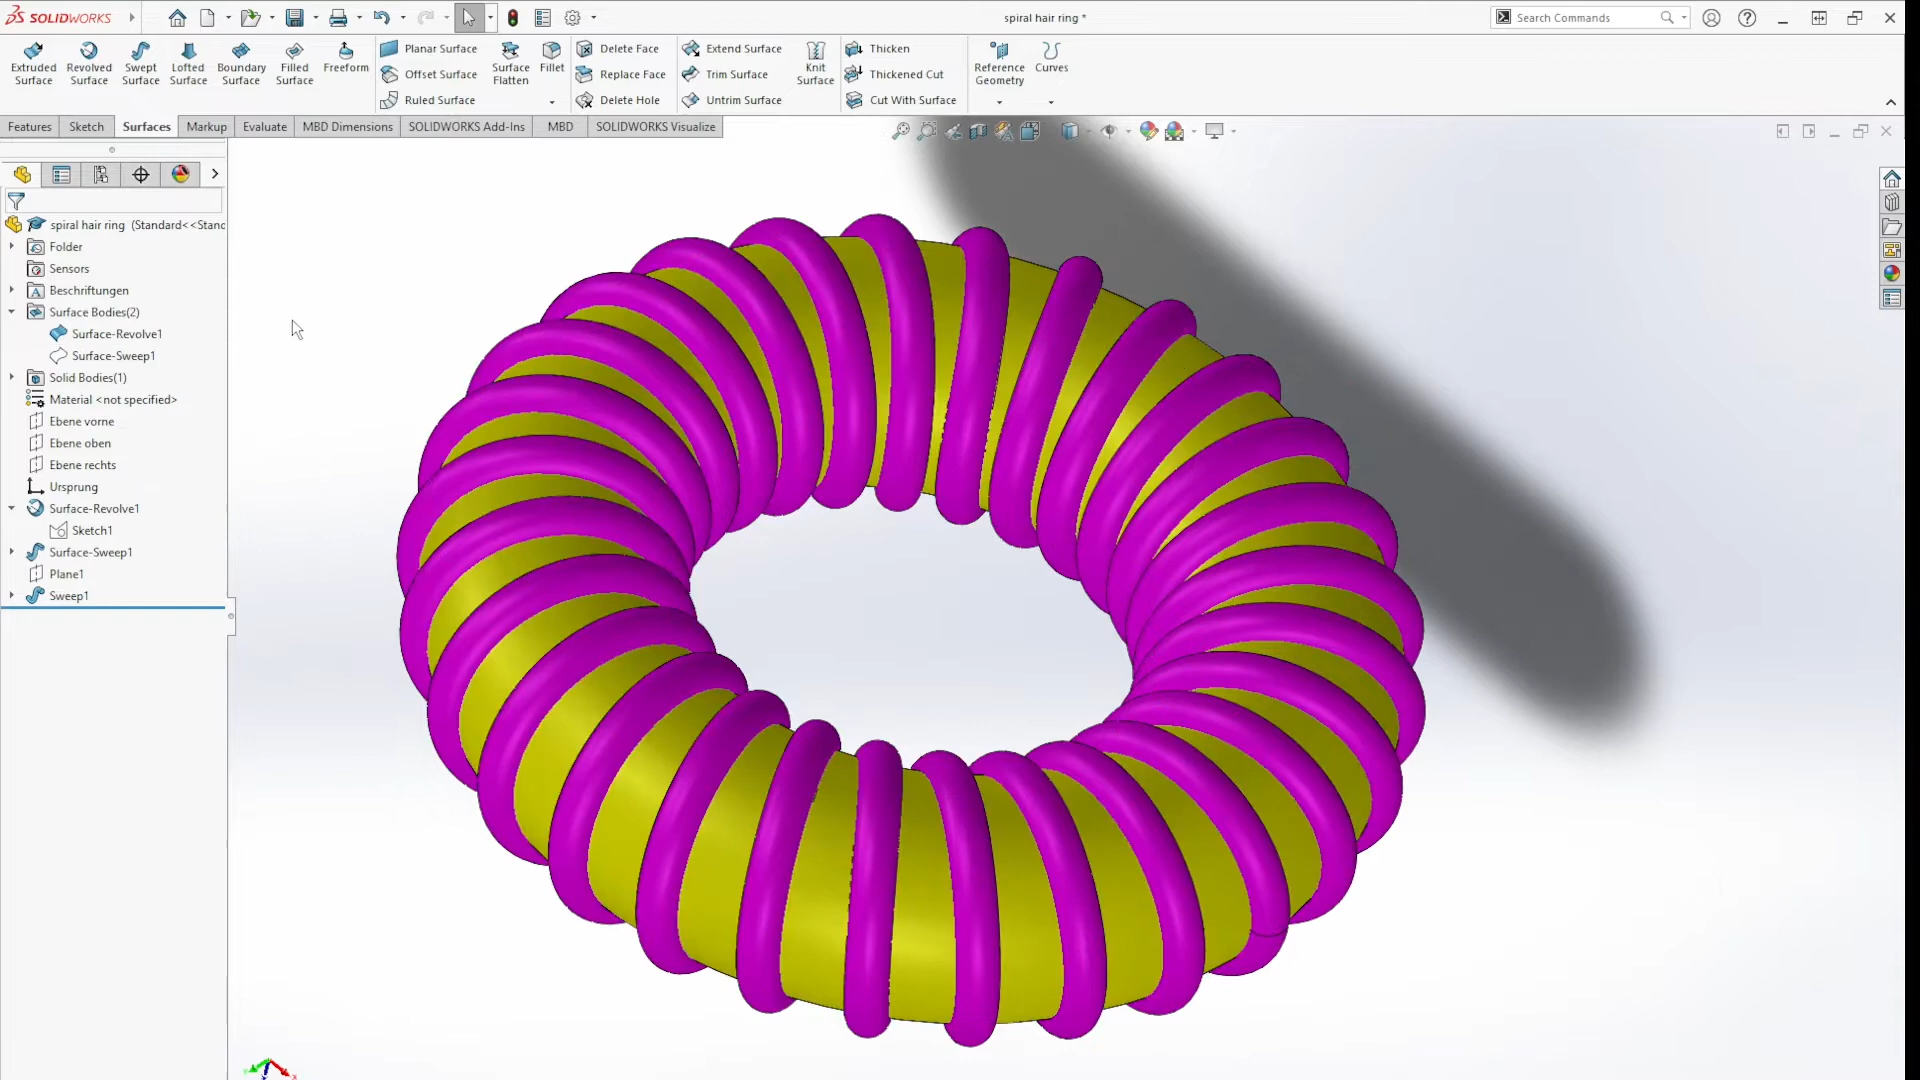 SOLIDWORKS
spiral hair ring *
Search Commands
Extruded Surface
Revolved Surface
Swept Surface
Lofted Surface
Boundary Surface
Filled Surface
Freeform
Planar Surface
Offset Surface
Ruled Surface
Surface Flatten
Fillet
Delete Face
Replace Face
Delete Hole
Extend Surface
Trim Surface
Untrim Surface
Knit Surface
Thicken
Thickened Cut
Cut With Surface
Reference Geometry
Curves
Features
Sketch
Surfaces
Markup
Evaluate
MBD Dimensions
SOLIDWORKS Add-Ins
MBD
SOLIDWORKS Visualize
spiral hair ring (Standard<<Stanc
Folder
Sensors
Beschriftungen
Surface Bodies(2)
Surface-Revolve1
Surface-Sweep1
Solid Bodies(1)
Material <not specified>
Ebene vorne
Ebene oben
Ebene rechts
Ursprung
Surface-Revolve1
Sketch1
Surface-Sweep1
Plane1
Sweep1